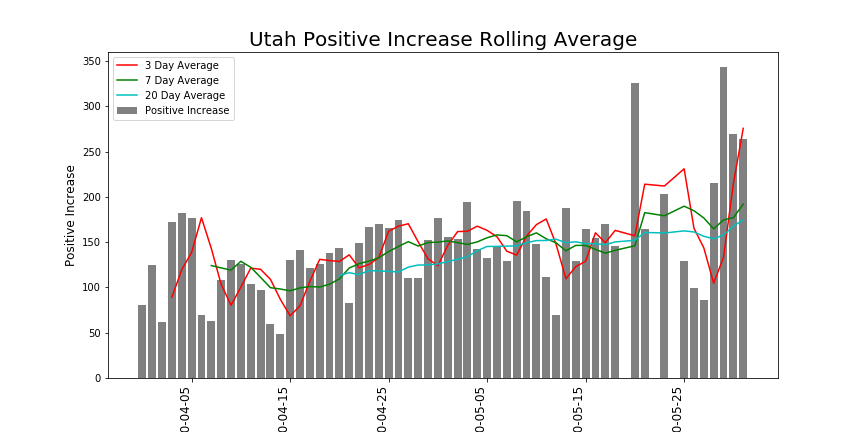 Utah Positive Increase Rolling Average
3 Day Average
7 Day Average
20 Day Average
Positive Increase
Positive Increase
350
300
250
200
150
100
50
0
0-04-05
0-04-15
0-04-25
0-05-05
0-05-15
0-05-25